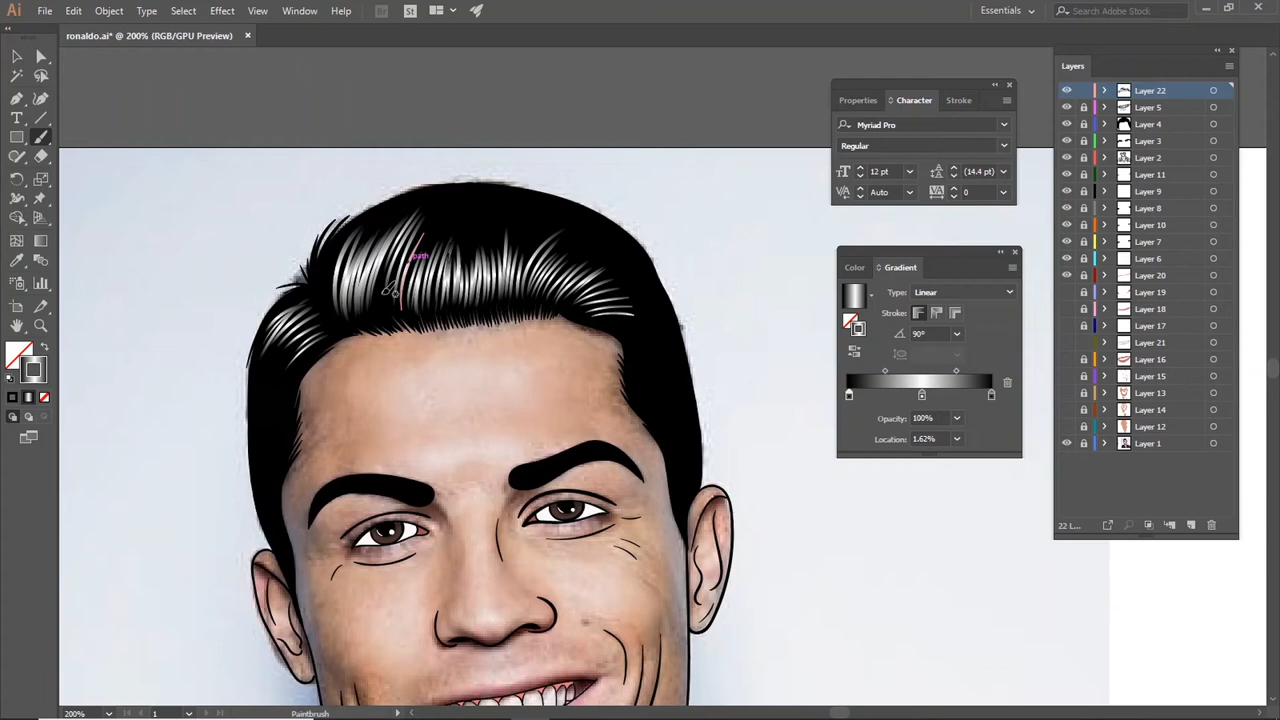 Ai File Edit Object Type Select Effect View Window Help Br St Essentials Search Adobe Stock
ronaldo.ai* @ 200% (RGB/GPU Preview) ×
Layers
Properties Character Stroke
Myriad Pro
Regular
12 pt (14.4 pt)
Auto 0
path
Color Gradient
Type: Linear
Stroke:
90°
Opacity: 100%
Location: 1.62%
Layer 22
Layer 5
Layer 4
Layer 3
Layer 2
Layer 11
Layer 9
Layer 8
Layer 10
Layer 7
Layer 6
Layer 20
Layer 19
Layer 18
Layer 17
Layer 21
Layer 16
Layer 15
Layer 13
Layer 14
Layer 12
Layer 1
22 L...
200% 1 Paintbrush